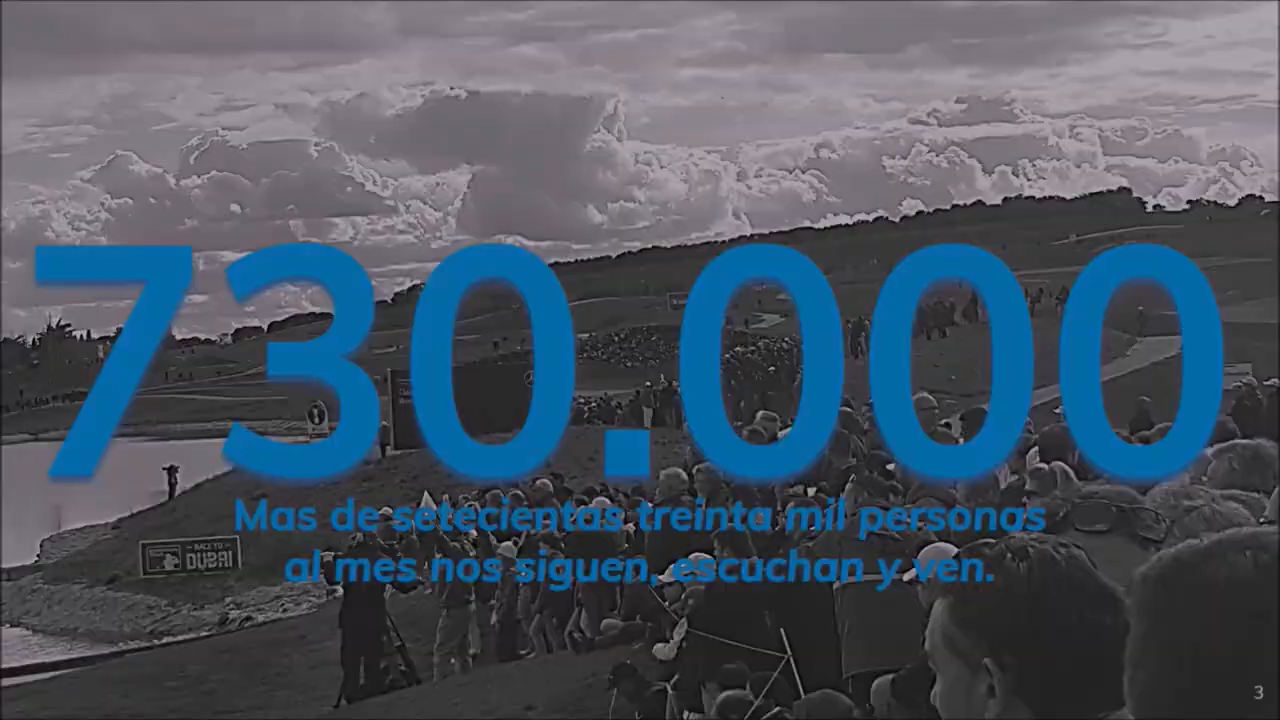 730.000
Mas de setecientas treinta mil personas
al mes nos siguen, escuchan y ven.
RACE TO
DUBAI
3